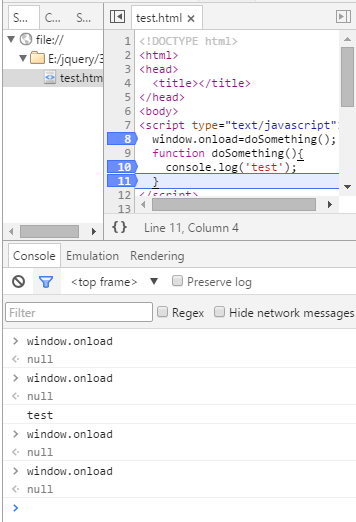 S... C... S...
file://
E:/jquery/3
test.htm
test.html ×
1 <!DOCTYPE html>
2 <html>
3 <head>
4 <title></title>
5 </head>
6 <body>
7 <script type="text/javascript"
8 window.onload=doSomething();
9 function doSomething(){
10 console.log('test');
11 }
12 </script>
13
{} Line 11, Column 4
Console Emulation Rendering
<top frame> ▼ Preserve log
Filter Regex Hide network messages
> window.onload
< null
> window.onload
< null
test
> window.onload
< null
> window.onload
< null
>